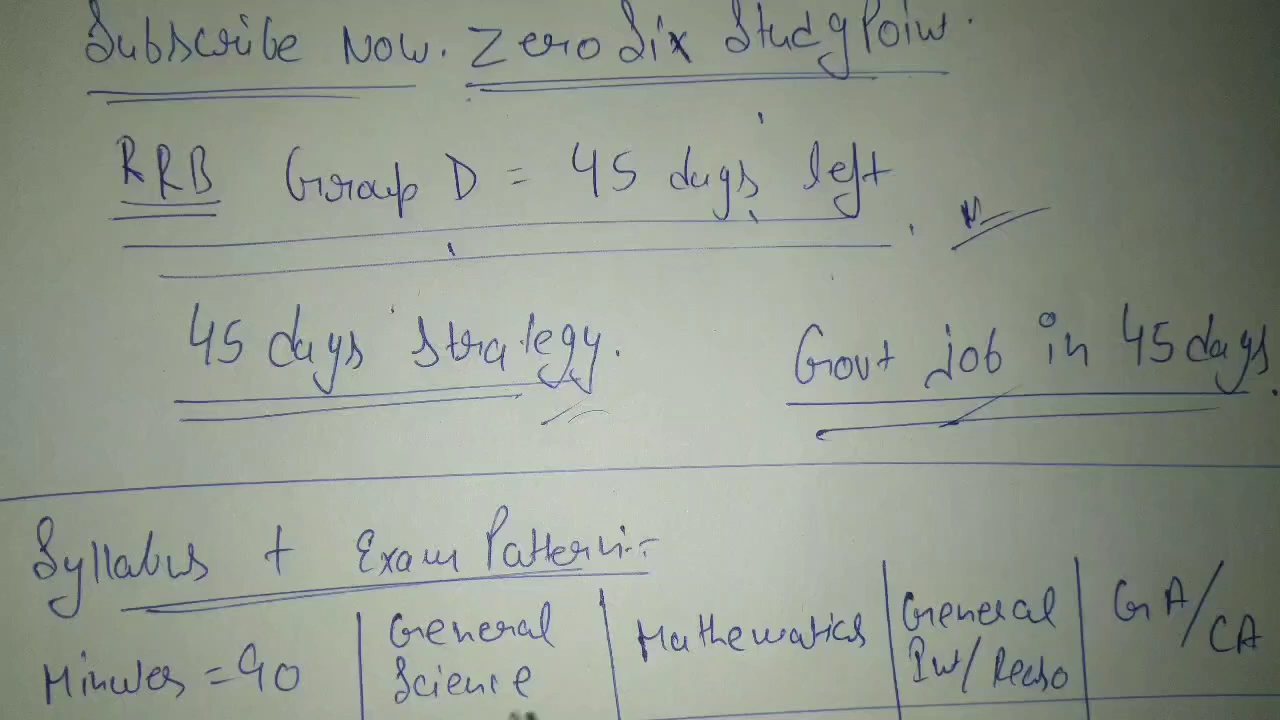 Subscribe Now. Zero Six Study Point.
RRB Group D = 45 days left
45 days strategy.
Govt job in 45 days.
Syllabus + Exam Pattern:-
Minutes = 90
General Science
Mathematics
General Int/Reaso
GA/CA